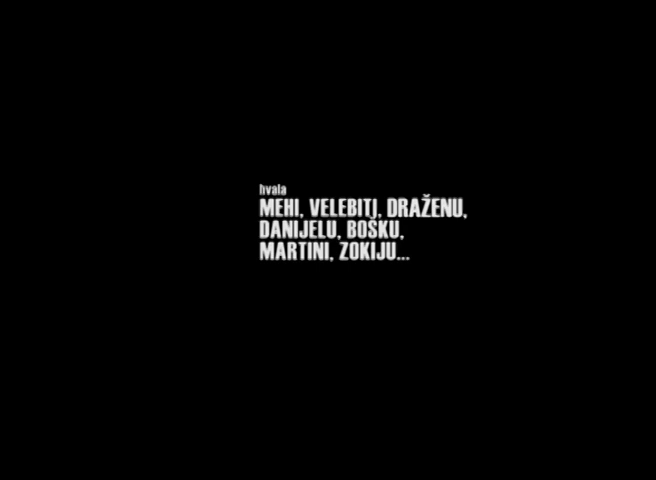 hvala
MEHI, VELEBITI, DRAŽENU,
DANIJELU, BOŠKU,
MARTINI, ZOKIJU...